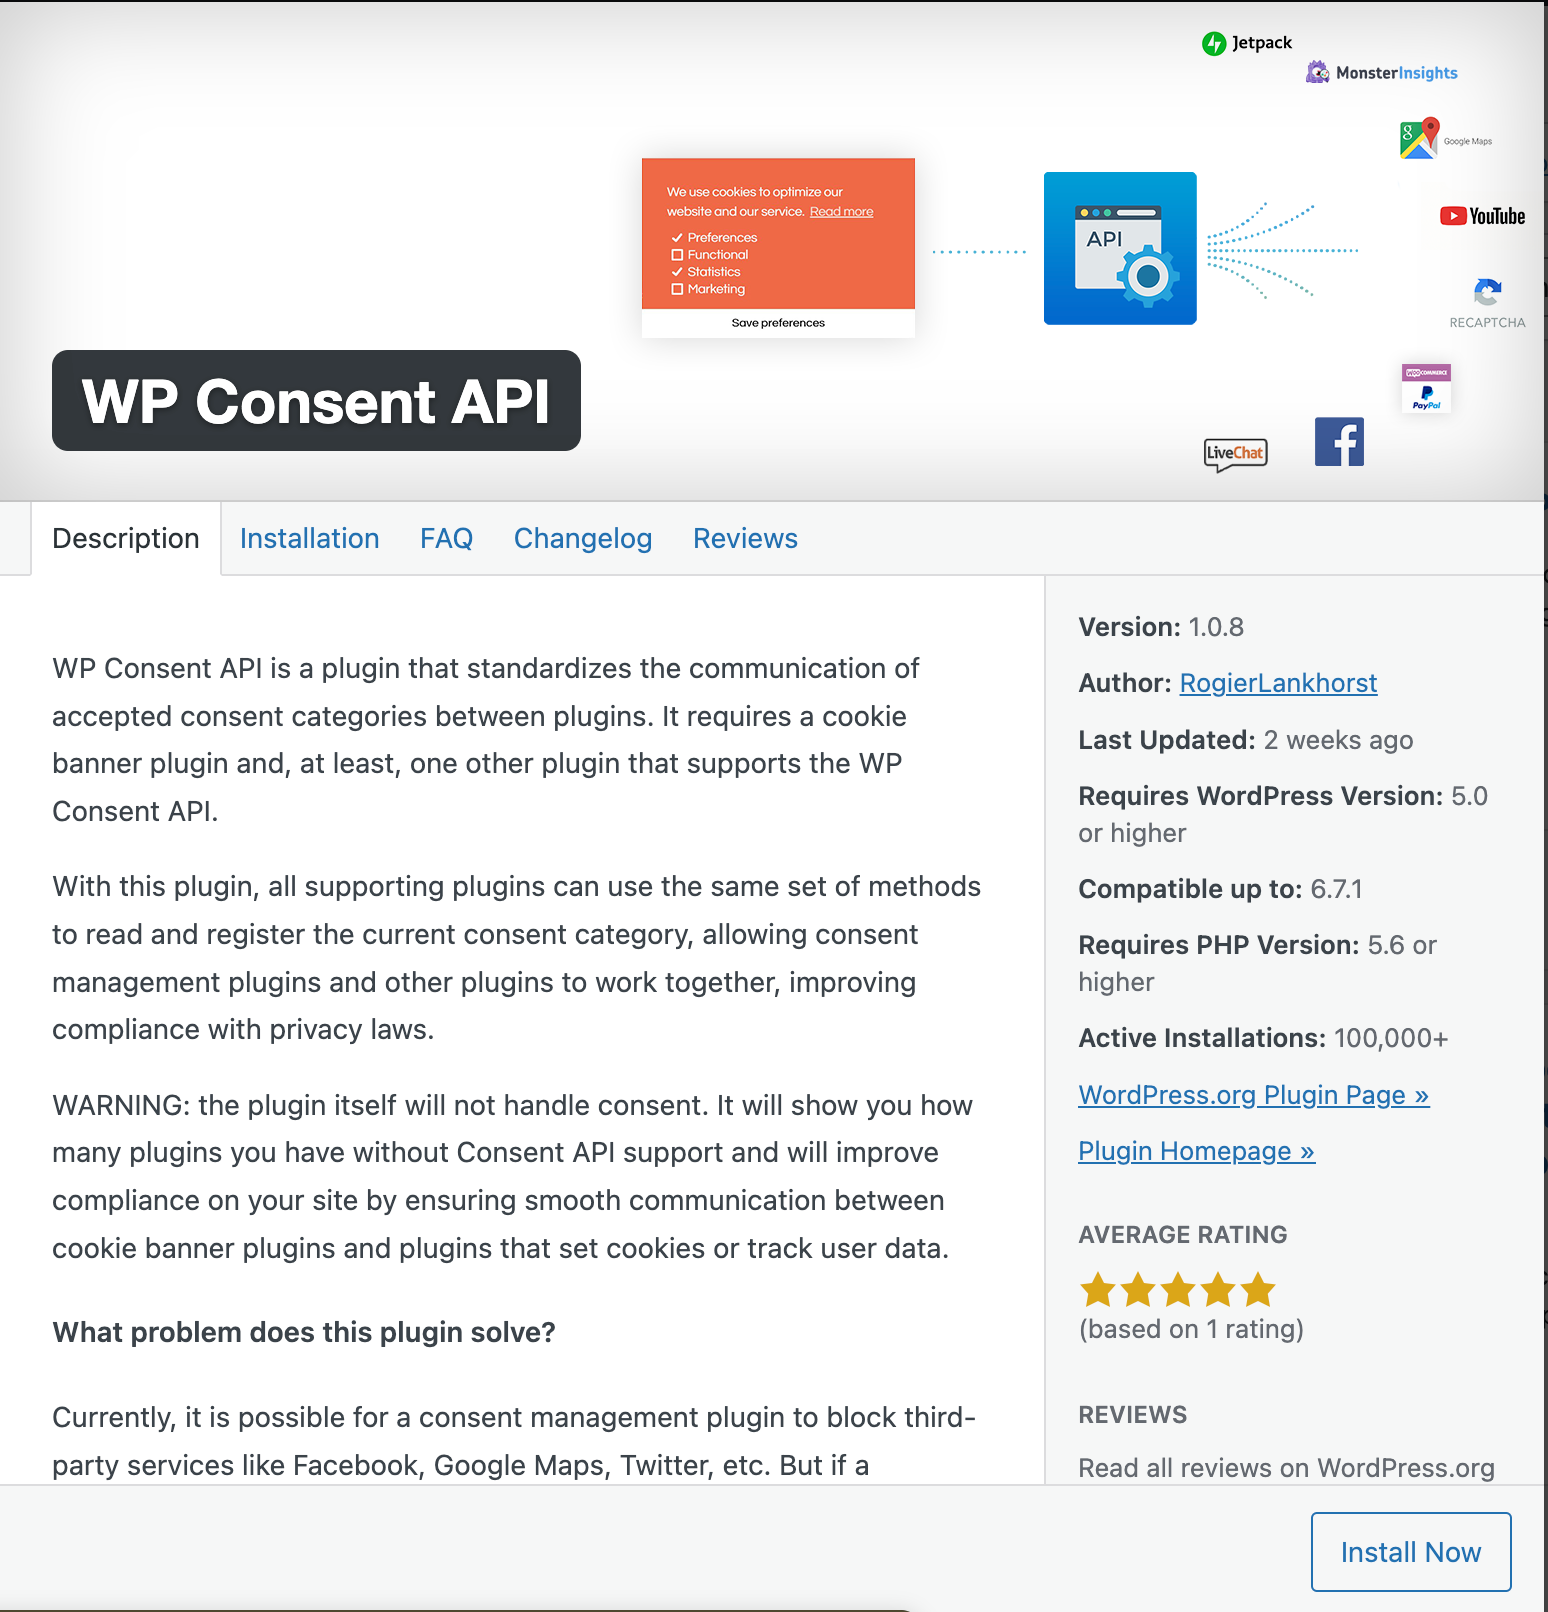 Jetpack
MonsterInsights
Google Maps
We use cookies to optimize our
website and our service. Read more
Preferences
Functional
Statistics
Marketing
Save preferences
API
YouTube
RECAPTCHA
WOO COMMERCE
PayPal
LiveChat
WP Consent API
Description
Installation
FAQ
Changelog
Reviews
WP Consent API is a plugin that standardizes the communication of
accepted consent categories between plugins. It requires a cookie
banner plugin and, at least, one other plugin that supports the WP
Consent API.
With this plugin, all supporting plugins can use the same set of methods
to read and register the current consent category, allowing consent
management plugins and other plugins to work together, improving
compliance with privacy laws.
WARNING: the plugin itself will not handle consent. It will show you how
many plugins you have without Consent API support and will improve
compliance on your site by ensuring smooth communication between
cookie banner plugins and plugins that set cookies or track user data.
What problem does this plugin solve?
Currently, it is possible for a consent management plugin to block third-
party services like Facebook, Google Maps, Twitter, etc. But if a
Version: 1.0.8
Author: RogierLankhorst
Last Updated: 2 weeks ago
Requires WordPress Version: 5.0
or higher
Compatible up to: 6.7.1
Requires PHP Version: 5.6 or
higher
Active Installations: 100,000+
WordPress.org Plugin Page »
Plugin Homepage »
AVERAGE RATING
(based on 1 rating)
REVIEWS
Read all reviews on WordPress.org
Install Now